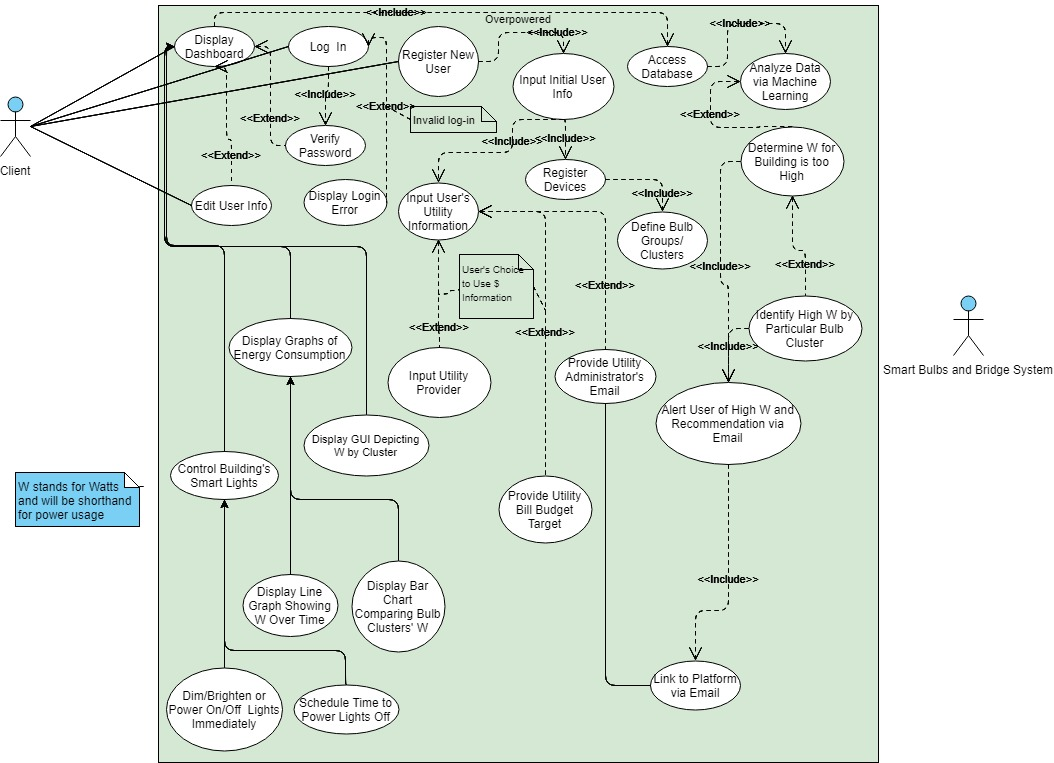 <<Include>>
Overpowered
Display
Dashboard
Log In
Register New
User
<<Include>>
Input Initial User
Info
Access
Database
<<Include>>
Analyze Data
via Machine
Learning
<<Include>>
<<Extend>>
Invalid log-in
<<Extend>>
Verify
Password
<<Extend>>
<<Include>>
<<Include>>
<<Extend>>
Determine W for
Building is too
High
Client
Edit User Info
Display Login
Error
Input User's
Utility
Information
Register
Devices
<<Include>>
Define Bulb
Groups/
Clusters
<<Include>>
<<Extend>>
User's Choice
to Use $
Information
<<Extend>>
<<Extend>>
<<Extend>>
Identify High W by
Particular Bulb
Cluster
<<Include>>
Smart Bulbs and Bridge System
Display Graphs of
Energy Consumption
Input Utility
Provider
Provide Utility
Administrator's
Email
Alert User of High W and
Recommendation via
Email
Display GUI Depicting
W by Cluster
Control Building's
Smart Lights
W stands for Watts
and will be shorthand
for power usage
Provide Utility
Bill Budget
Target
<<Include>>
Display Line
Graph Showing
W Over Time
Display Bar
Chart
Comparing Bulb
Clusters' W
Dim/Brighten or
Power On/Off Lights
Immediately
Schedule Time to
Power Lights Off
Link to Platform
via Email